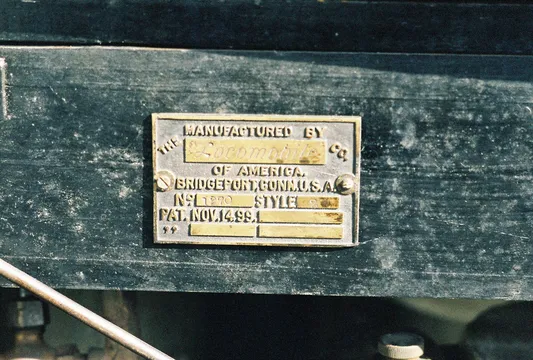 MANUFACTURED BY
THE Locomobile CO.
OF AMERICA.
BRIDGEPORT, CONN. U.S.A.
No. STYLE
PAT. NOV. 14. 99.
"